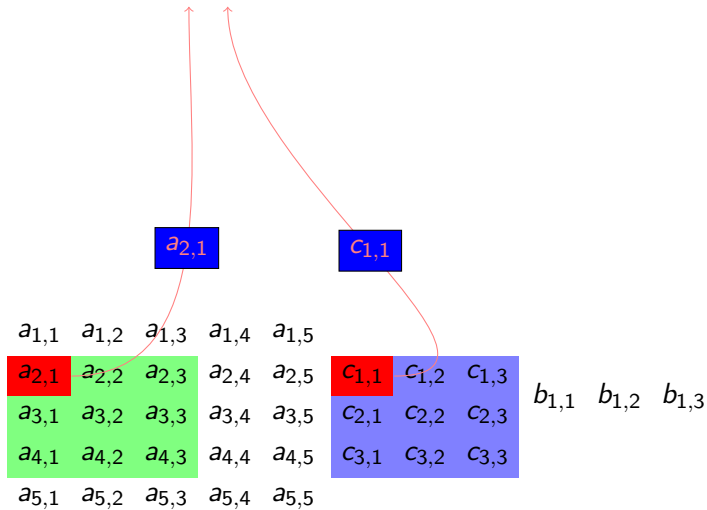 a2,1 c1,1
a1,1 a1,2 a1,3 a1,4 a1,5
a2,1 a2,2 a2,3 a2,4 a2,5 c1,1 c1,2 c1,3
b1,1 b1,2 b1,3
a3,1 a3,2 a3,3 a3,4 a3,5 c2,1 c2,2 c2,3
a4,1 a4,2 a4,3 a4,4 a4,5 c3,1 c3,2 c3,3
a5,1 a5,2 a5,3 a5,4 a5,5